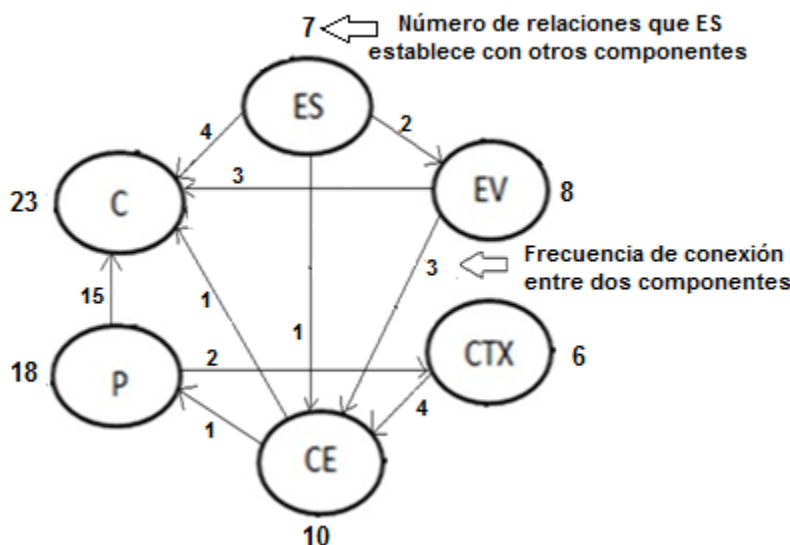 7
Número de relaciones que ES
establece con otros componentes
ES
4
2
3
23
C
EV
8
Frecuencia de conexión
entre dos componentes
3
15
1
1
2
CTX
6
18
P
4
1
CE
10